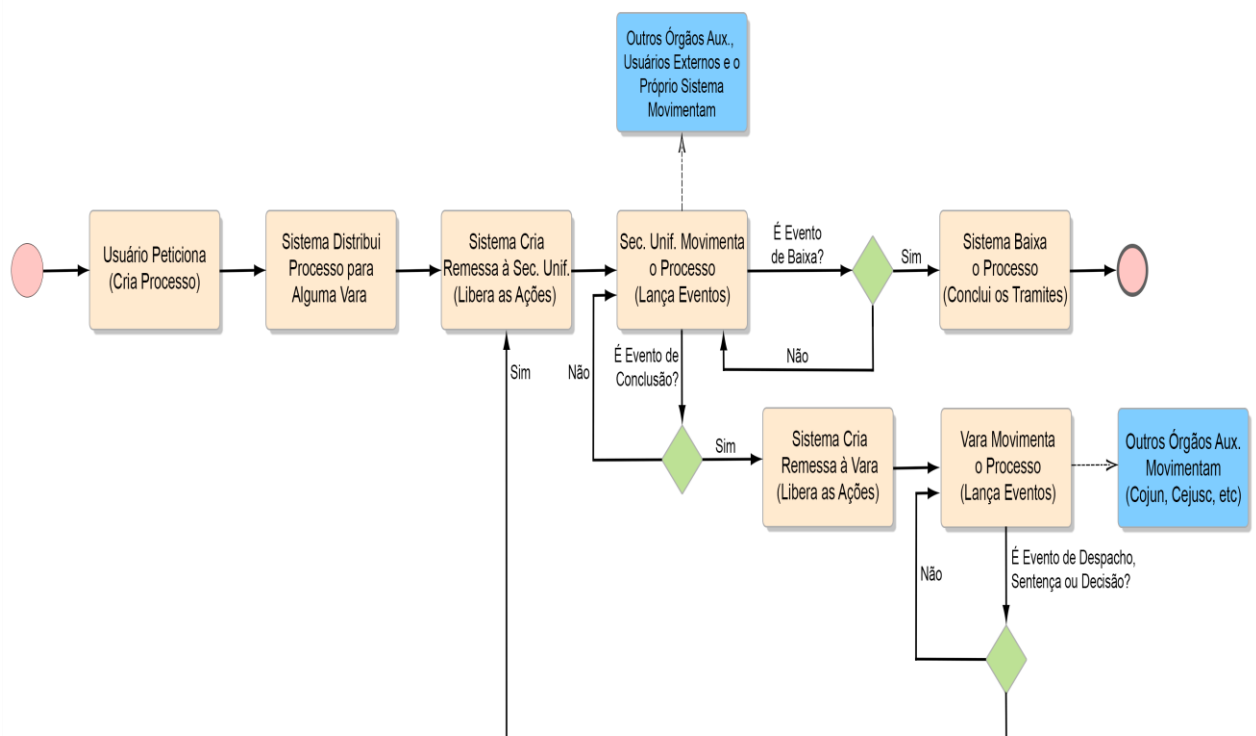 Outros Órgãos Aux.,
Usuários Externos e o
Próprio Sistema
Movimentam
Usuário Peticiona
(Cria Processo)
Sistema Distribui
Processo para
Alguma Vara
Sistema Cria
Remessa à Sec. Unif.
(Libera as Ações)
Sec. Unif. Movimenta
o Processo
(Lança Eventos)
É Evento
de Baixa?
Sim
Sistema Baixa
o Processo
(Conclui os Tramites)
Não
É Evento de
Conclusão?
Não
Sim
Sim
Sistema Cria
Remessa à Vara
(Libera as Ações)
Vara Movimenta
o Processo
(Lança Eventos)
Outros Órgãos Aux.
Movimentam
(Cojun, Cejusc, etc)
É Evento de Despacho,
Sentença ou Decisão?
Não